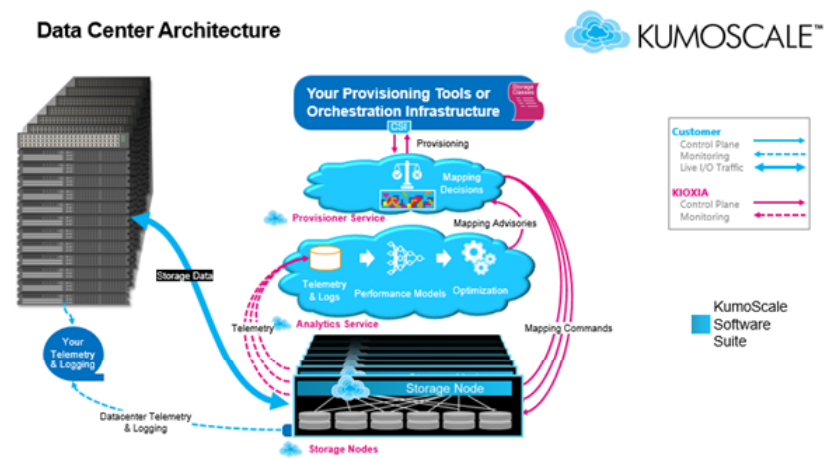 Data Center Architecture
KUMOSCALE™
Your Provisioning Tools or
Orchestration Infrastructure
Storage
Classes
CSI
Provisioning
Mapping
Decisions
Provisioner Service
Mapping Advisories
Telemetry
& Logs
Performance Models
Optimization
Analytics Service
Storage Data
Telemetry
Mapping Commands
Your
Telemetry
& Logging
Datacenter Telemetry
& Logging
Storage Node
Storage Nodes
Customer
Control Plane
Monitoring
Live I/O Traffic
KIOXIA
Control Plane
Monitoring
KumoScale
Software
Suite